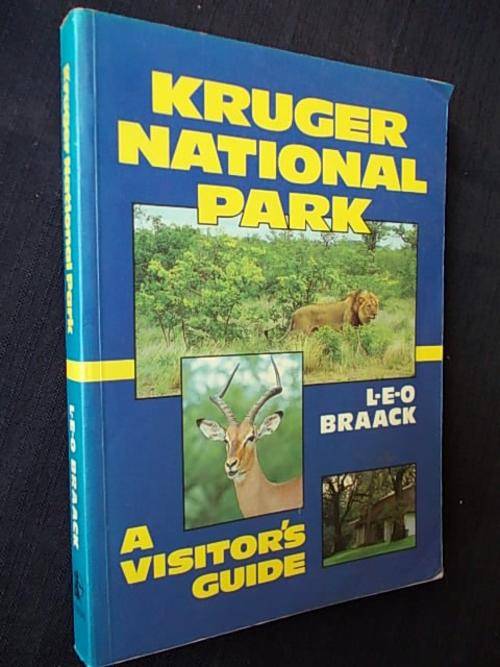 KRUGER
NATIONAL
PARK
L·E·O
BRAACK
A
VISITOR'S
GUIDE
Kruger National Park
L·E·O BRAACK